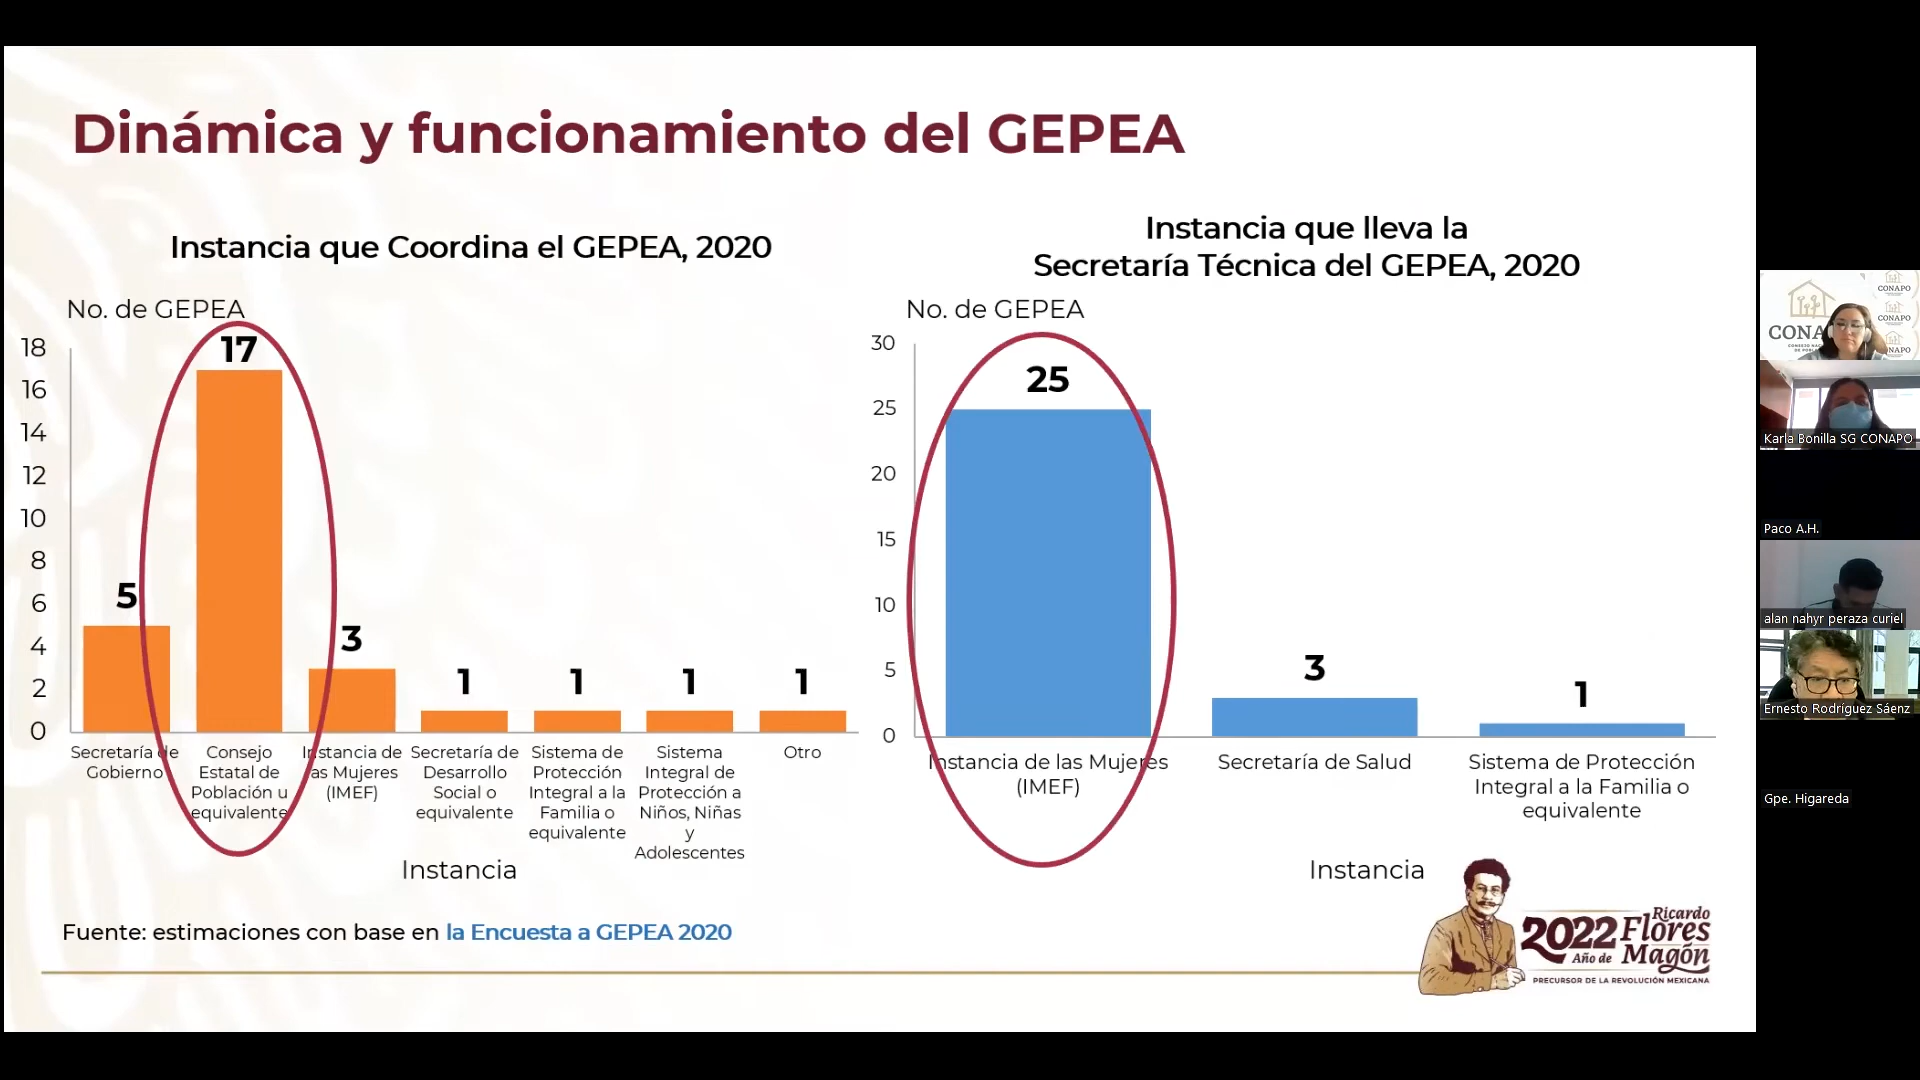 Dinámica y funcionamiento del GEPEA
Instancia que Coordina el GEPEA, 2020
No. de GEPEA
18
16
14
12
10
8
6
4
2
0
5
17
3
1
1
1
1
Secretaría de
Gobierno
Consejo
Estatal de
Población u
equivalente
Instancia de
las Mujeres
(IMEF)
Secretaría de
Desarrollo
Social o
equivalente
Sistema de
Protección
Integral a la
Familia o
equivalente
Sistema
Integral de
Protección a
Niños, Niñas
y
Adolescentes
Otro
Instancia
Instancia que lleva la
Secretaría Técnica del GEPEA, 2020
No. de GEPEA
30
25
20
15
10
5
0
25
3
1
Instancia de las Mujeres
(IMEF)
Secretaría de Salud
Sistema de Protección
Integral a la Familia o
equivalente
Instancia
Fuente: estimaciones con base en la Encuesta a GEPEA 2020
2022
Año de
Ricardo
Flores
Magón
PRECURSOR DE LA REVOLUCIÓN MEXICANA
CONAPO
CONAPO
Karla Bonilla SG CONAPO
Paco A.H.
alan nahyr peraza curiel
Ernesto Rodríguez Sáenz
Gpe. Higareda